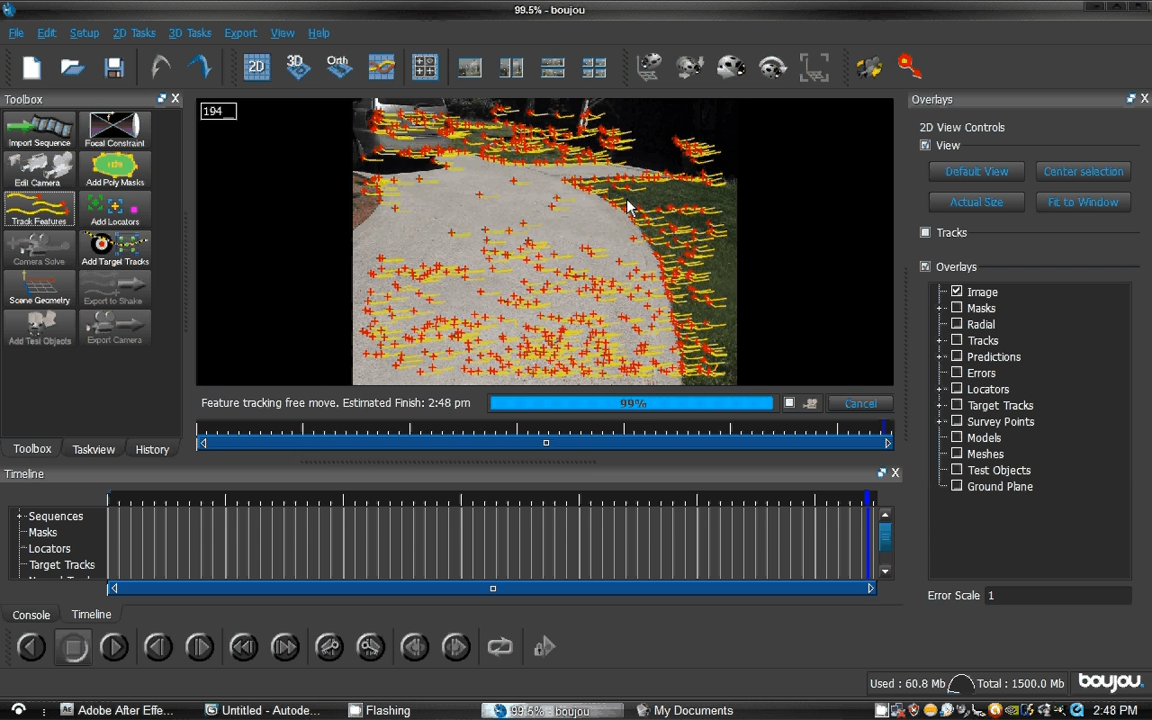 99.5% - boujou
File Edit Setup 2D Tasks 3D Tasks Export View Help
2D 3D Orth
Toolbox
Import Sequence Focal Constraint
Edit Camera Add Poly Masks
Track Features Add Locators
Camera Solve Add Target Tracks
Scene Geometry Export to Shake
Add Test Objects Export Camera
Toolbox Taskview History
194
Feature tracking free move. Estimated Finish: 2:48 pm 99% Cancel
Overlays
2D View Controls
View
Default View Center selection
Actual Size Fit to Window
Tracks
Overlays
Image
Masks
Radial
Tracks
Predictions
Errors
Locators
Target Tracks
Survey Points
Models
Meshes
Test Objects
Ground Plane
Error Scale 1
Timeline
Sequences
Masks
Locators
Target Tracks
Console Timeline
Used : 60.8 Mb Total : 1500.0 Mb boujou
Adobe After Effe... Untitled - Autode... Flashing 99.5% - boujou My Documents 2:48 PM